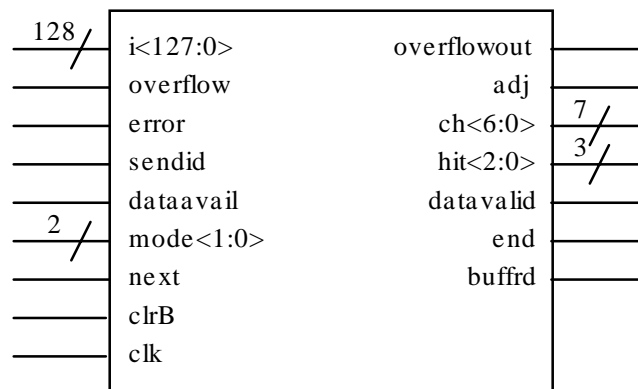 128 i<127:0> overflowout
overflow adj
error ch<6:0> 7
sendid hit<2:0> 3
dataavail datavalid
2 mode<1:0> end
next buffrd
clrB
clk